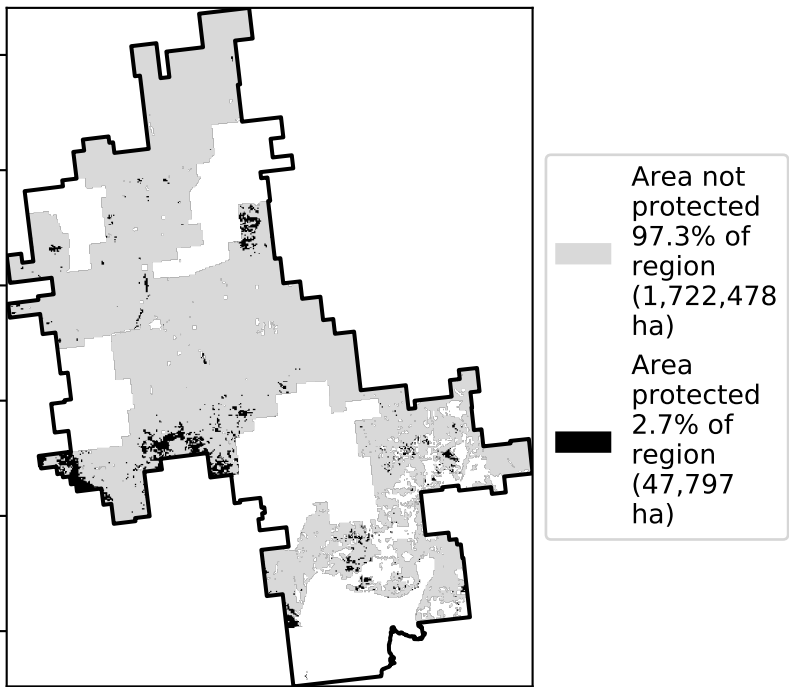 Area not
protected
97.3% of
region
(1,722,478
ha)
Area
protected
2.7% of
region
(47,797
ha)